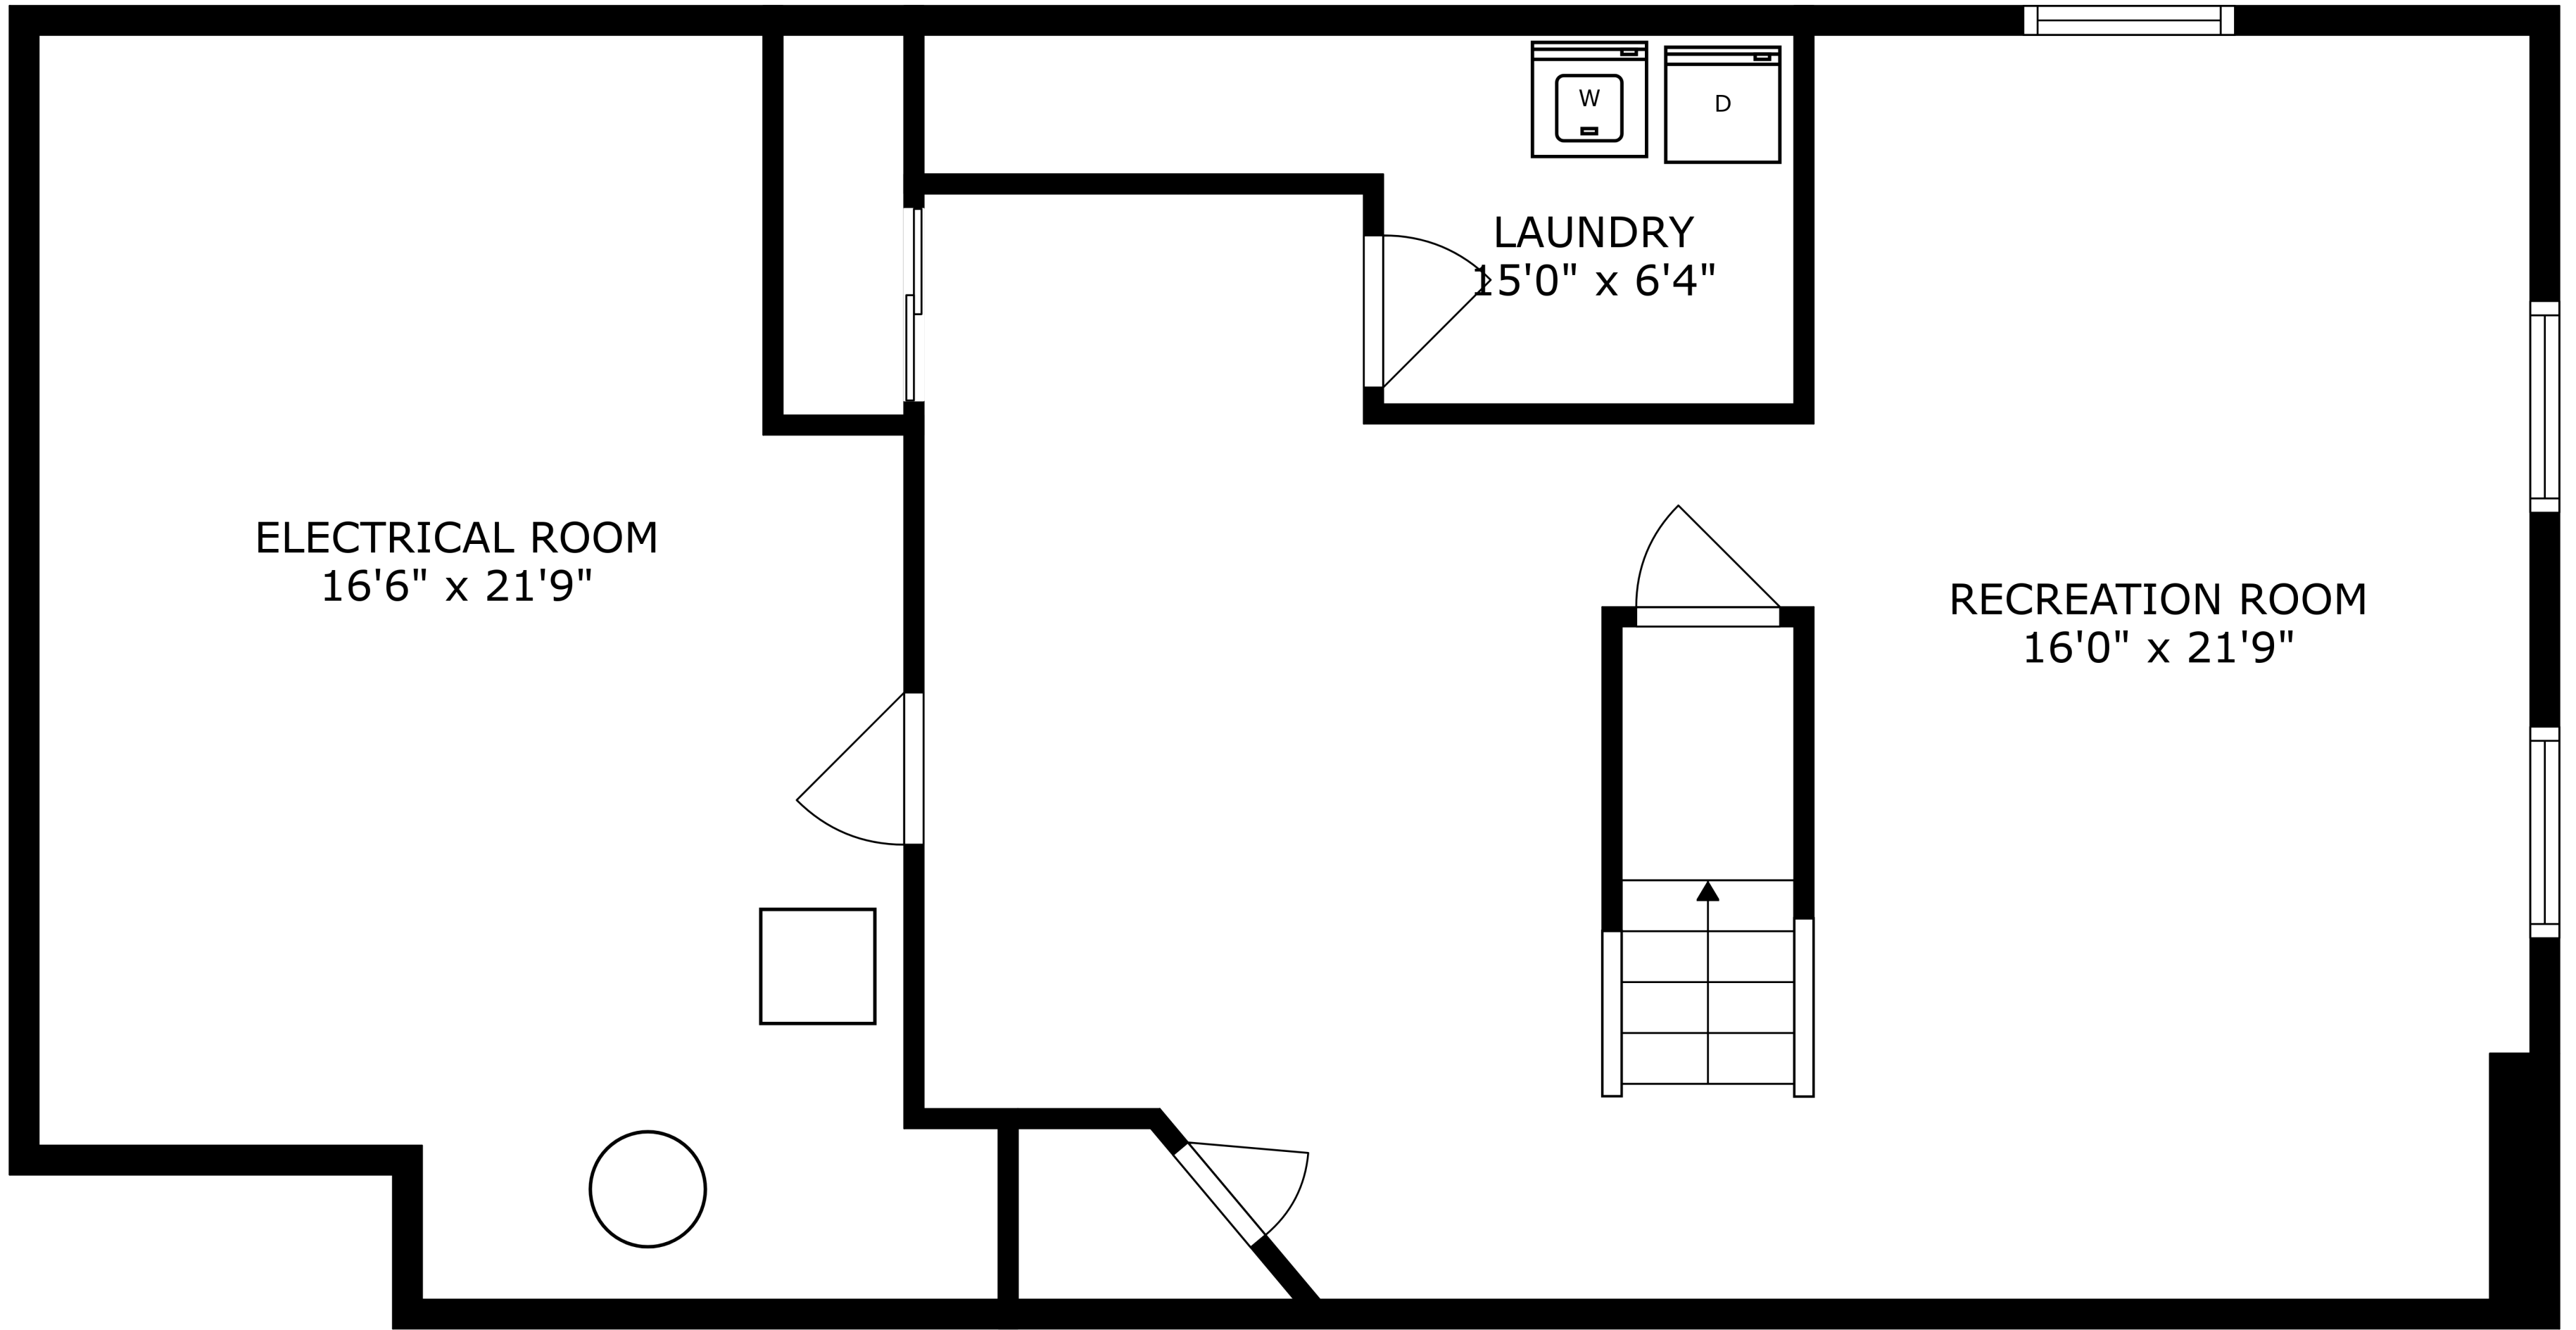 W
D
LAUNDRY
15'0" x 6'4"
ELECTRICAL ROOM
16'6" x 21'9"
RECREATION ROOM
16'0" x 21'9"